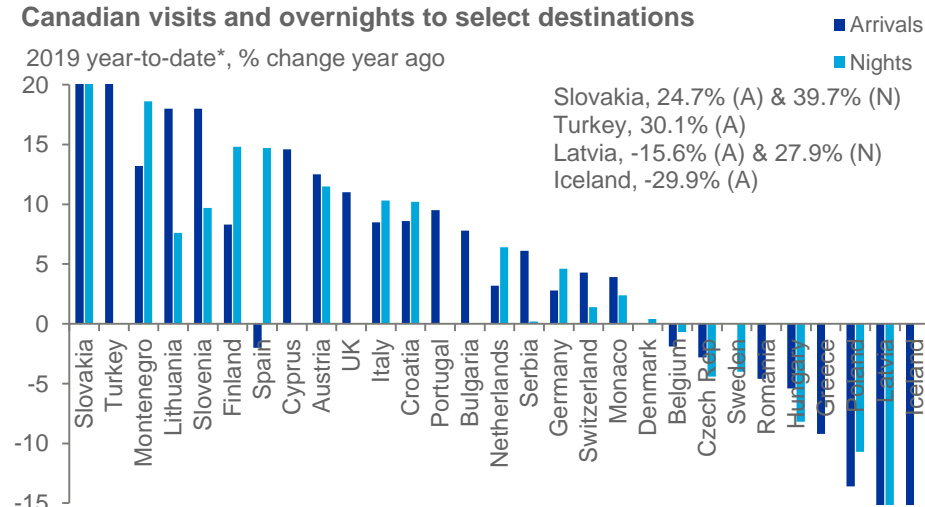 Canadian visits and overnights to select destinations
2019 year-to-date*, % change year ago
Arrivals
Nights
Slovakia, 24.7% (A) & 39.7% (N)
Turkey, 30.1% (A)
Latvia, -15.6% (A) & 27.9% (N)
Iceland, -29.9% (A)
20
15
10
5
0
-5
-10
-15
Slovakia
Turkey
Montenegro
Lithuania
Slovenia
Finland
Spain
Cyprus
Austria
UK
Italy
Croatia
Portugal
Bulgaria
Netherlands
Serbia
Germany
Switzerland
Monaco
Denmark
Belgium
Czech Rep
Sweden
Romania
Hungary
Greece
Poland
Latvia
Iceland